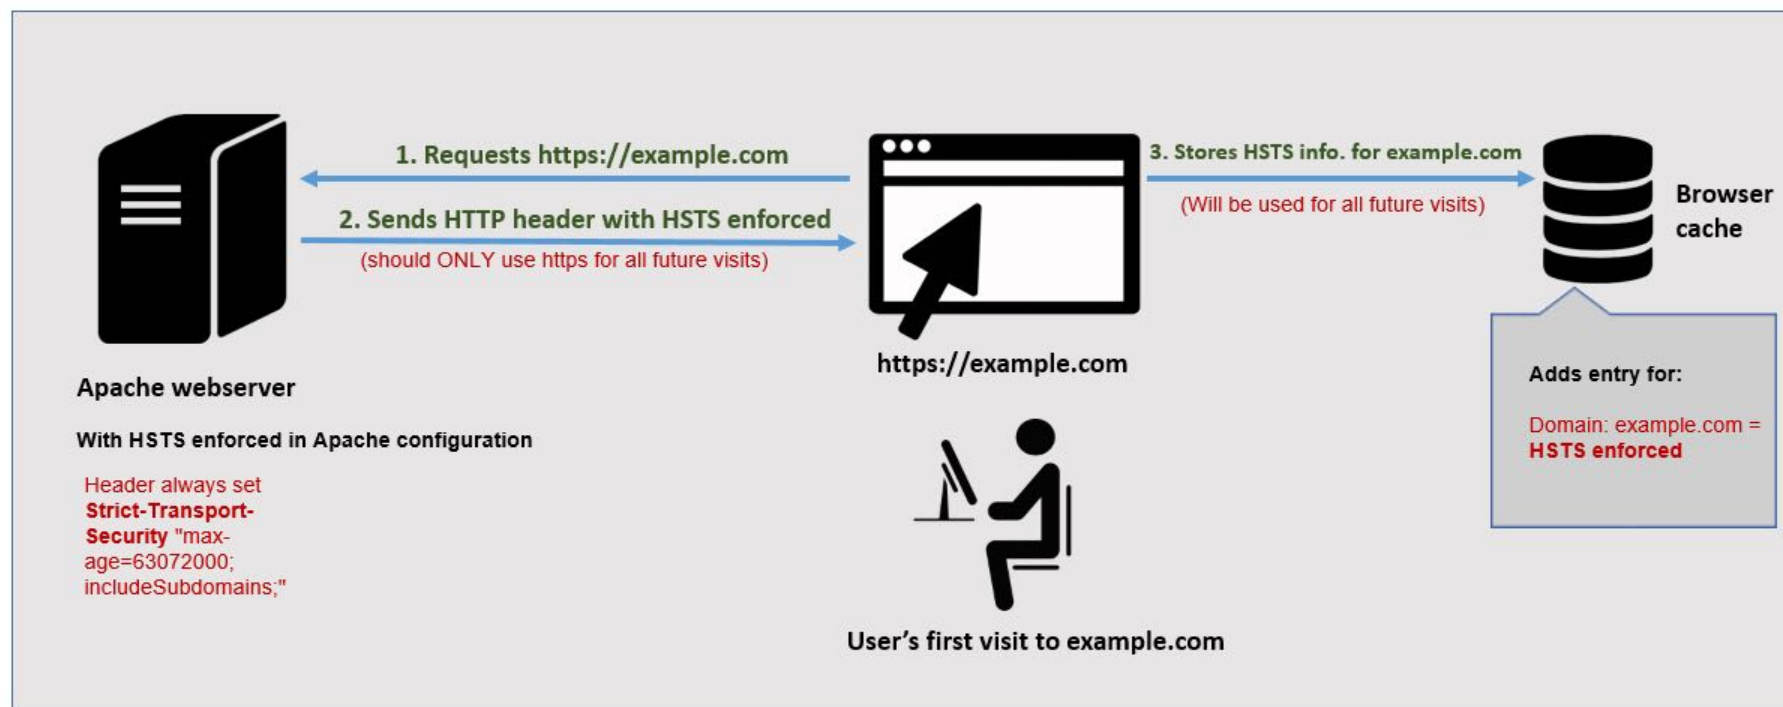 1. Requests https://example.com
2. Sends HTTP header with HSTS enforced
(should ONLY use https for all future visits)
3. Stores HSTS info. for example.com
(Will be used for all future visits)
Browser
cache
https://example.com
Apache webserver
With HSTS enforced in Apache configuration
Header always set
Strict-Transport-
Security "max-
age=63072000;
includeSubdomains;"
Adds entry for:
Domain: example.com =
HSTS enforced
User’s first visit to example.com